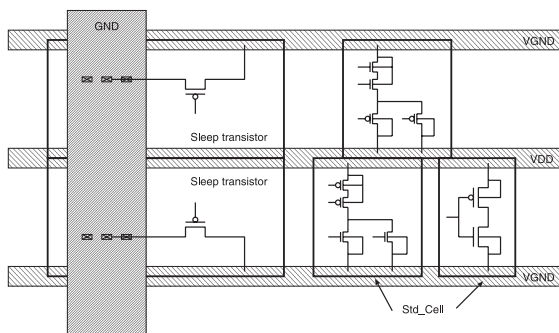 GND
VGND
Sleep transistor
VDD
Sleep transistor
VGND
Std_Cell